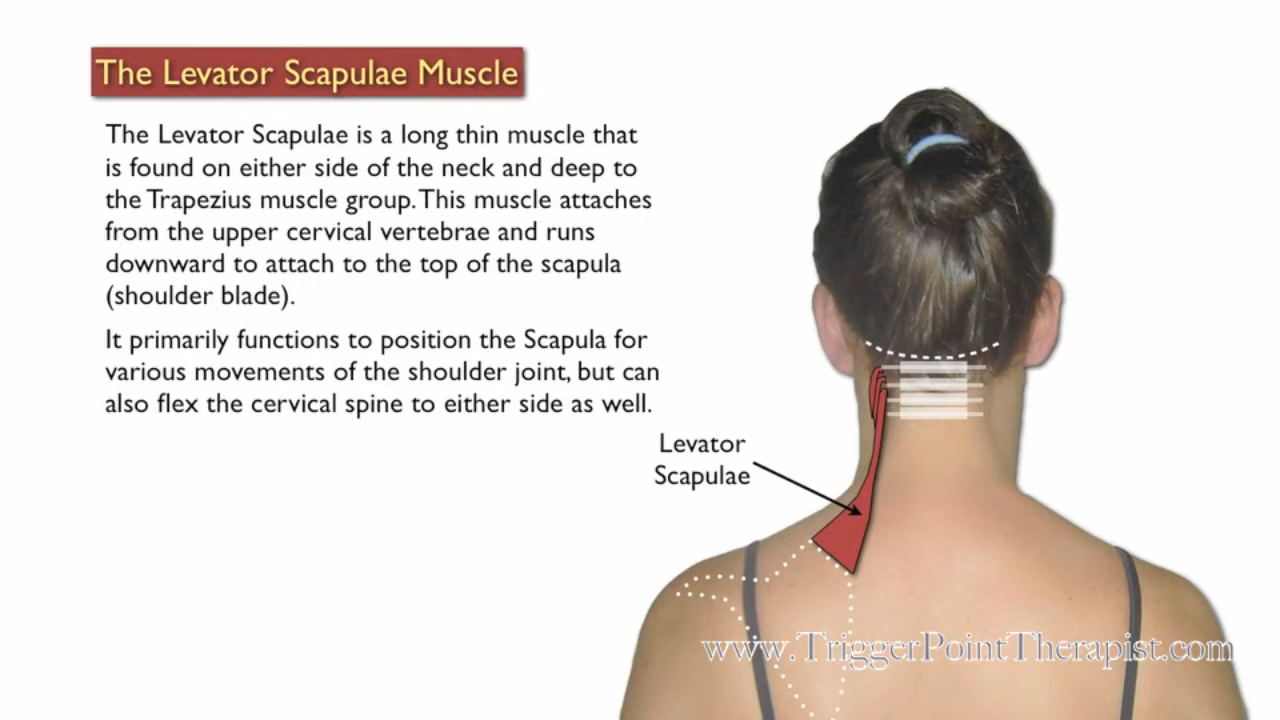 The Levator Scapulae Muscle
The Levator Scapulae is a long thin muscle that
is found on either side of the neck and deep to
the Trapezius muscle group. This muscle attaches
from the upper cervical vertebrae and runs
downward to attach to the top of the scapula
(shoulder blade).
It primarily functions to position the Scapula for
various movements of the shoulder joint, but can
also flex the cervical spine to either side as well.
Levator
Scapulae
www.TriggerPointTherapist.com